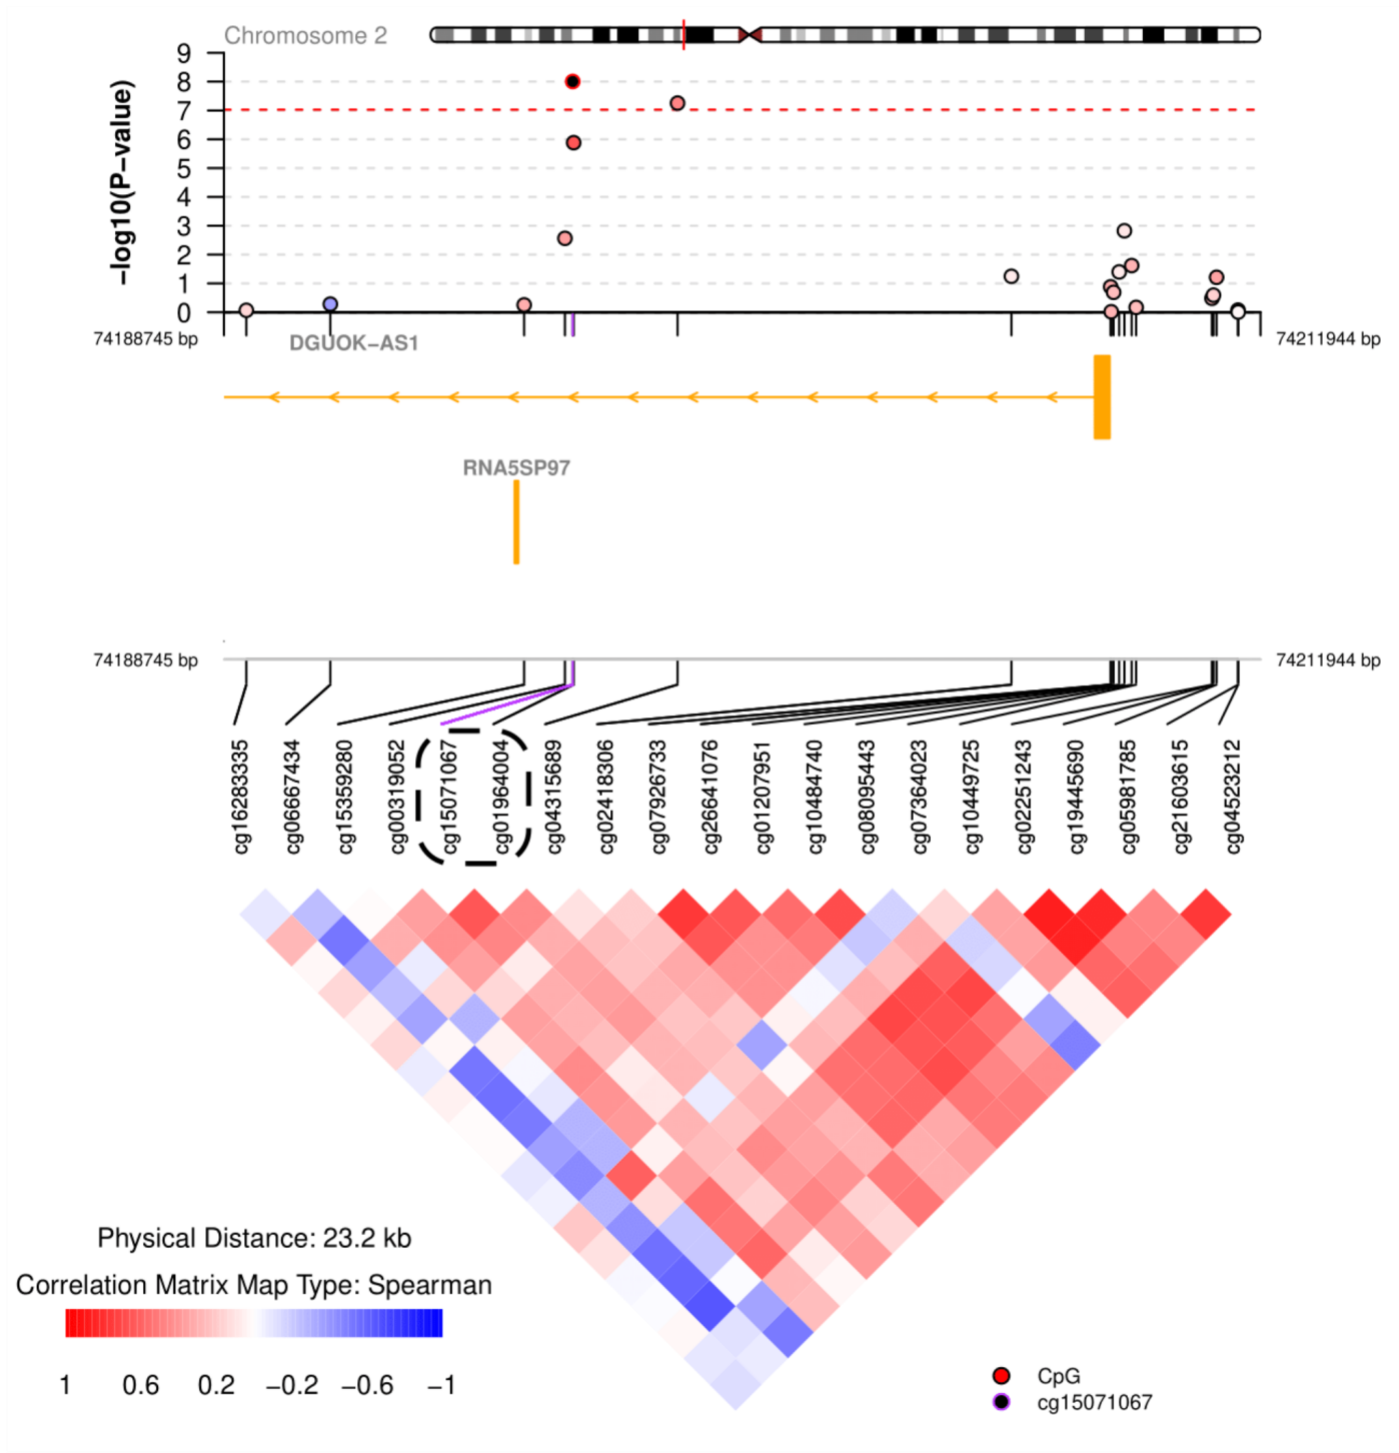 Chromosome 2
9
8
7
6
5
4
3
2
1
0
−log10(P−value)
74188745 bp
74211944 bp
DGUOK−AS1
RNA5SP97
74188745 bp
74211944 bp
cg16283335
cg06667434
cg15359280
cg00319052
cg15071067
cg01964004
cg04315689
cg02418306
cg07926733
cg26641076
cg01207951
cg10484740
cg08095443
cg07364023
cg10449725
cg02251243
cg19445690
cg05981785
cg21603615
cg04523212
Physical Distance: 23.2 kb
Correlation Matrix Map Type: Spearman
1 0.6 0.2 −0.2 −0.6 −1
CpG
cg15071067